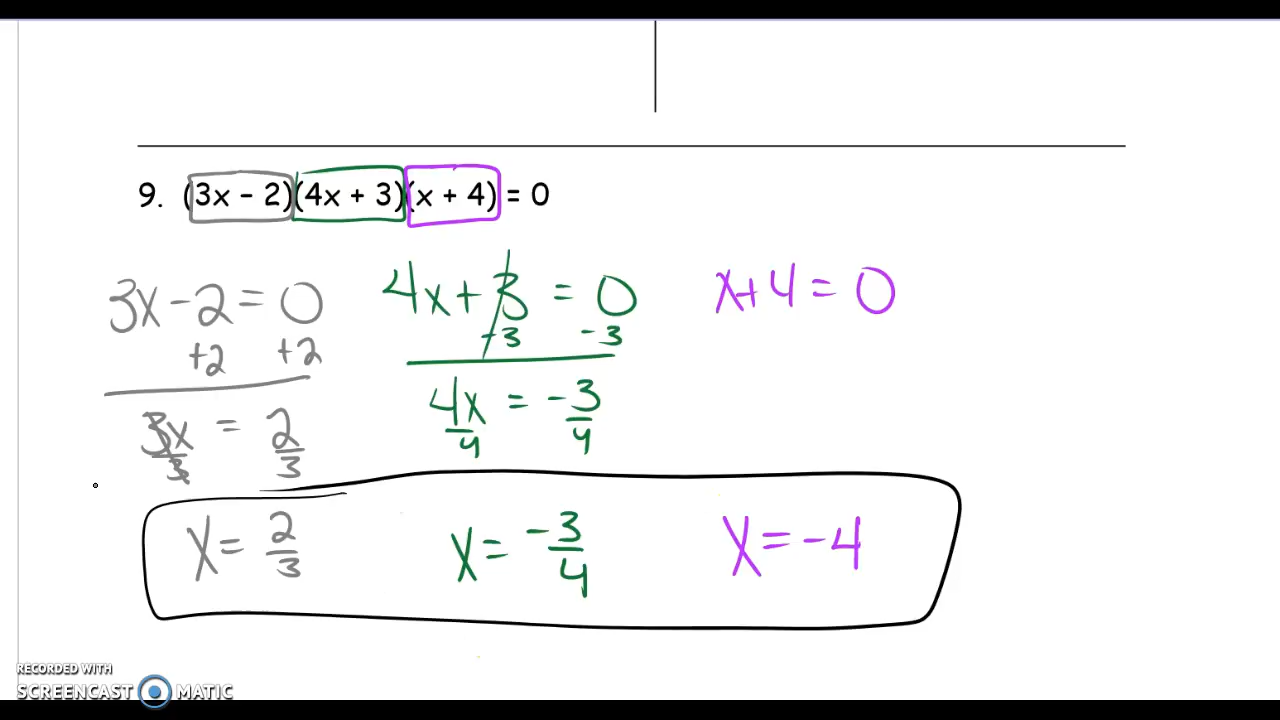 9. (3x - 2)(4x + 3)(x + 4) = 0
3x - 2 = 0
+2 +2
3x = 2
3 3
x = 2/3
4x + 3 = 0
-3 -3
4x = -3
4 4
x = -3/4
x + 4 = 0
x = -4
RECORDED WITH
SCREENCAST MATIC